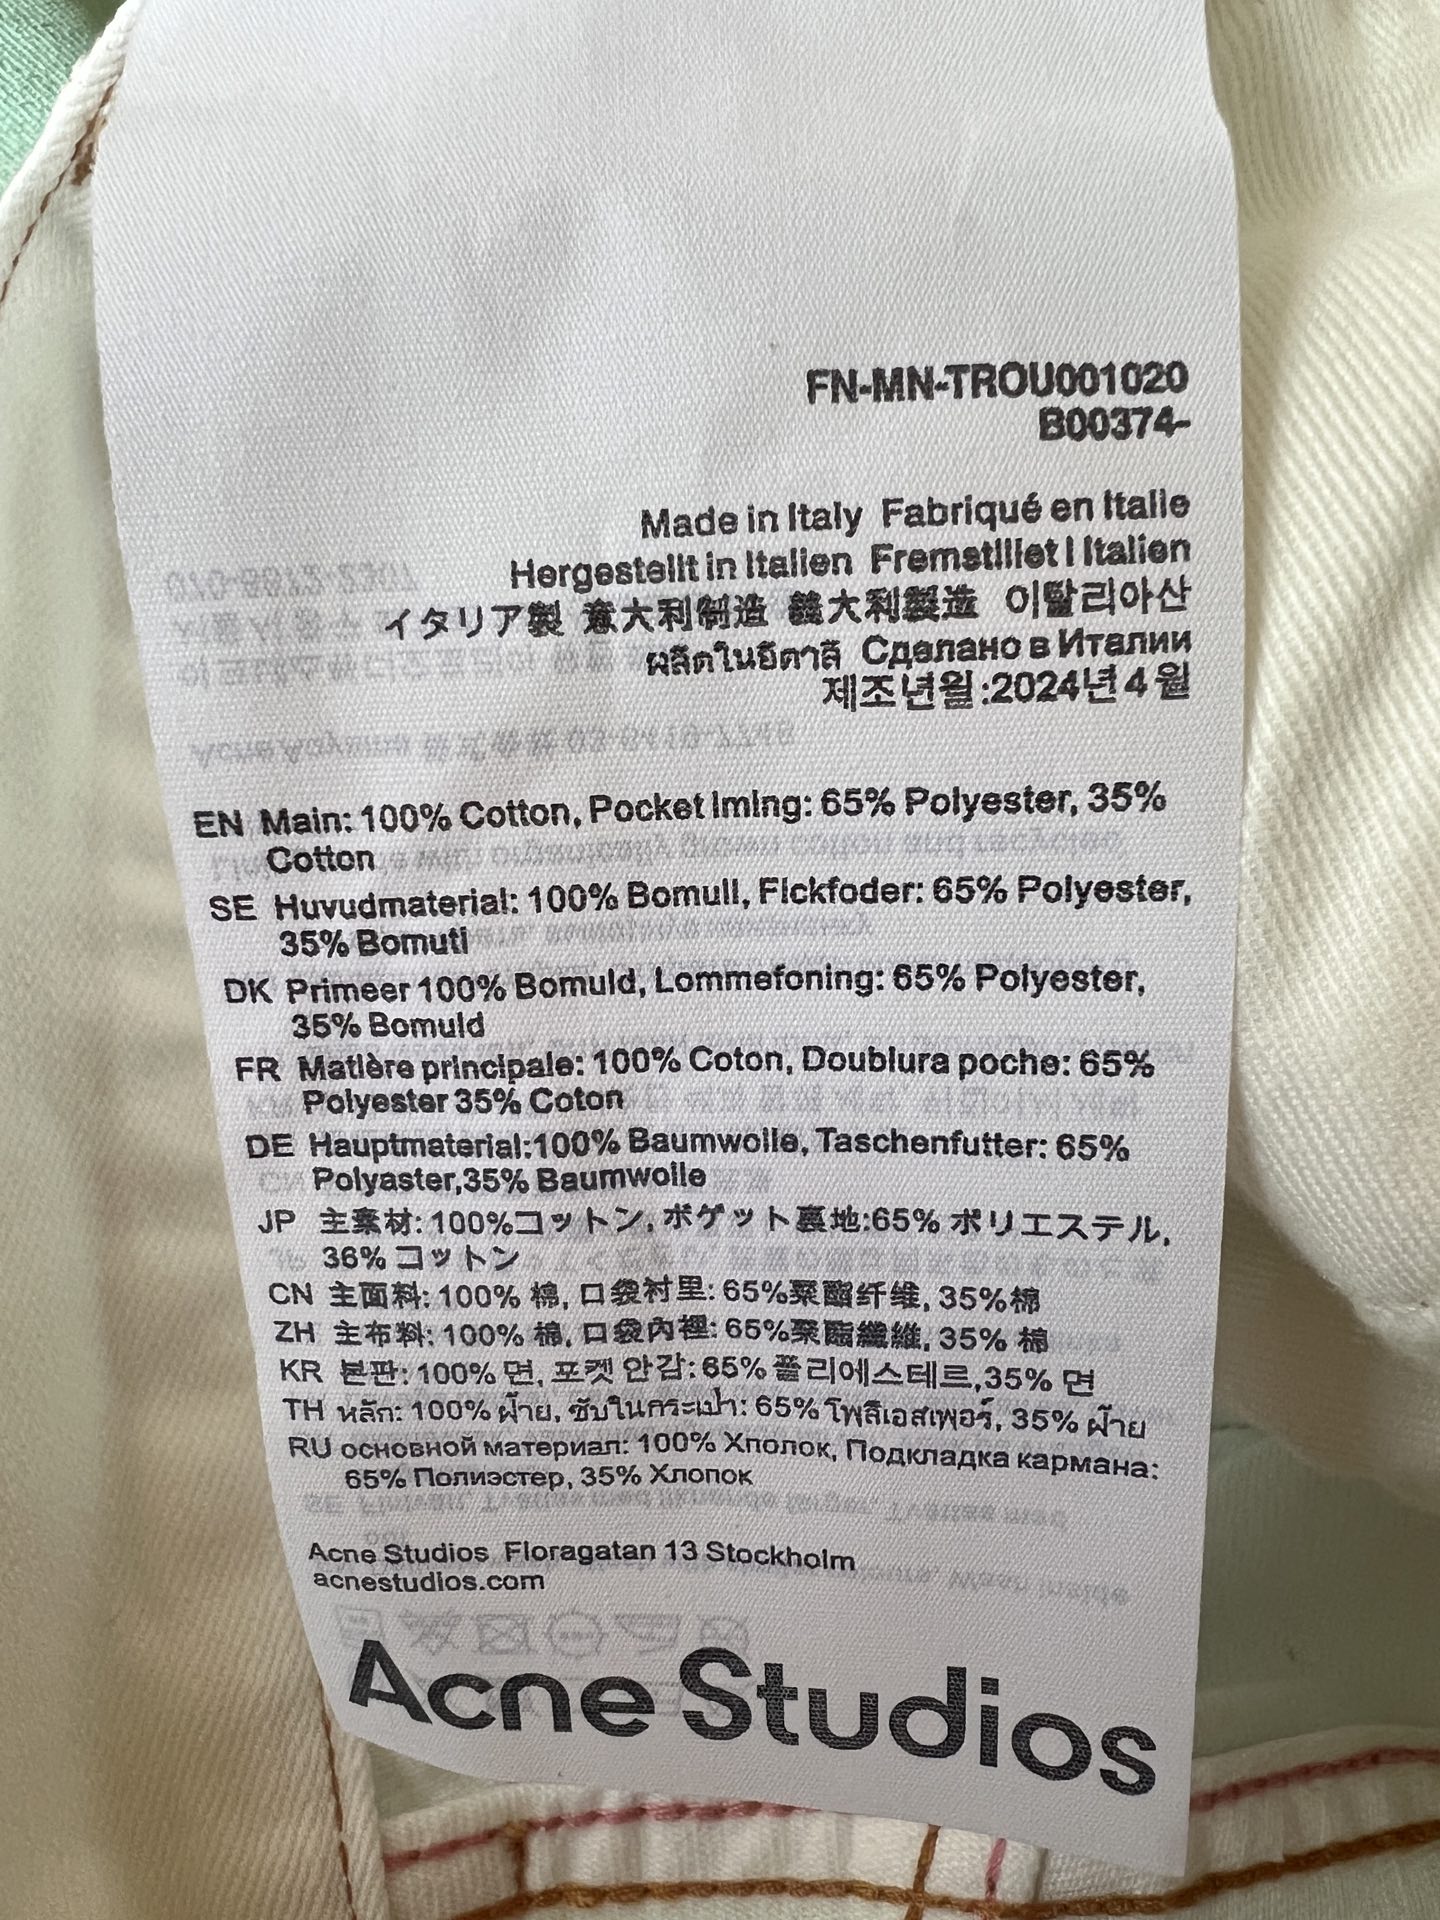 FN-MN-TROU001020
B00374-
Made in Italy Fabriqué en Italie
Hergestellt in Italien Fremstillet I Italien
イタリア製 意大利制造 義大利製造 이탈리아산
ผลิตในอิตาลี Сделано в Италии
제조년월:2024년4월
EN Main: 100% Cotton, Pocket Iming: 65% Polyester, 35%
Cotton
SE Huvudmaterial: 100% Bomull, Fickfoder: 65% Polyester,
35% Bomuti
DK Primeer 100% Bomuld, Lommefoning: 65% Polyester,
35% Bomuld
FR Matlère principale: 100% Coton, Doublura poche: 65%
Polyester 35% Coton
DE Hauptmaterial:100% Baumwolle, Taschenfutter: 65%
Polyaster,35% Baumwolle
JP 主素材: 100%コットン, ポゲット裏地:65% ポリエステル,
36% コットン
CN 主面料: 100% 棉, 口袋衬里: 65%聚酯纤维, 35%棉
ZH 主布料: 100% 棉, 口袋內裡: 65%聚酯纖維, 35% 棉
KR 본판: 100% 면, 포켓 안감: 65% 폴리에스테르,35% 면
TH หลัก: 100% ฝ้าย, ซับในกระเป๋า: 65% โพลีเอสเพอร์, 35% ฝ้าย
RU основной материал: 100% Хполок, Подкладка кармана:
65% Полиэстер, 35% Хлопок
Acne Studios Floragatan 13 Stockholm
acnestudios.com
Acne Studios